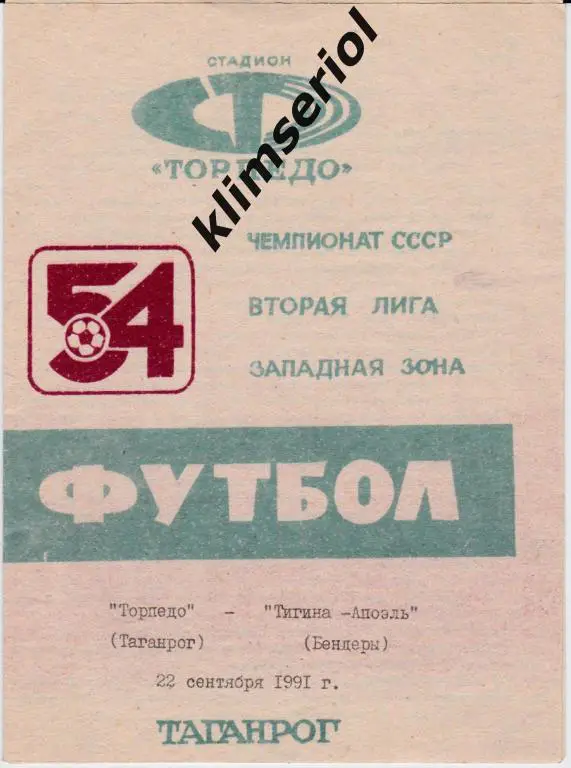 СТАДИОН
СТ
«ТОРПЕДО»
klimseriol
ЧЕМПИОНАТ СССР
54
ВТОРАЯ ЛИГА
ЗАПАДНАЯ ЗОНА
ФУТБОЛ
"Торпедо" - "Тигина -Апоэль"
(Таганрог) (Бендеры)
22 сентября 1991 г.
ТАГАНРОГ